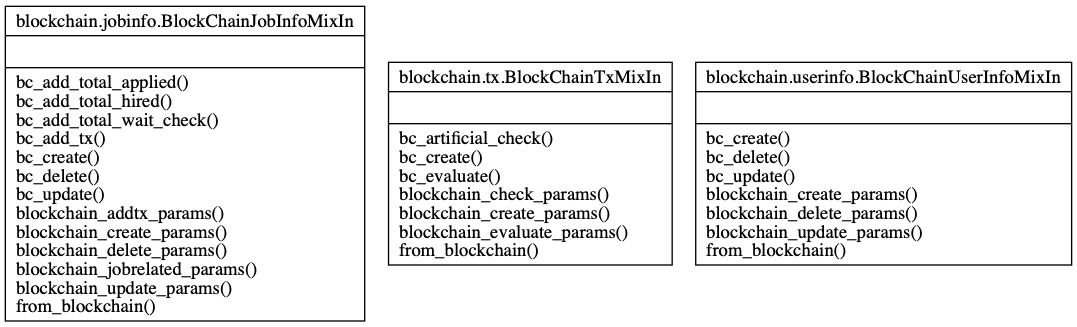 blockchain.jobinfo.BlockChainJobInfoMixIn
bc_add_total_applied()
bc_add_total_hired()
bc_add_total_wait_check()
bc_add_tx()
bc_create()
bc_delete()
bc_update()
blockchain_addtx_params()
blockchain_create_params()
blockchain_delete_params()
blockchain_jobrelated_params()
blockchain_update_params()
from_blockchain()
blockchain.tx.BlockChainTxMixIn
bc_artificial_check()
bc_create()
bc_evaluate()
blockchain_check_params()
blockchain_create_params()
blockchain_evaluate_params()
from_blockchain()
blockchain.userinfo.BlockChainUserInfoMixIn
bc_create()
bc_delete()
bc_update()
blockchain_create_params()
blockchain_delete_params()
blockchain_update_params()
from_blockchain()